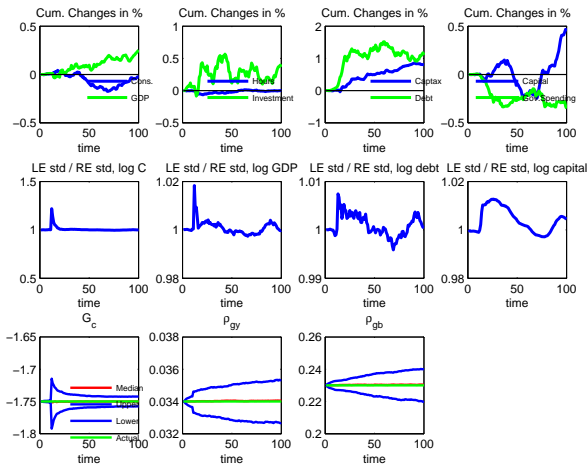 Cum. Changes in %
Cum. Changes in %
Cum. Changes in %
Cum. Changes in %
0.5
0
−0.5
0
50
100
time
Cons.
GDP
1
0.5
0
−0.5
0
50
100
time
Hours
Investment
2
1
0
−1
0
50
100
time
Captax
Debt
0.5
0
−0.5
0
50
100
time
Capital
Gov Spending
LE std / RE std, log C
LE std / RE std, log GDP
LE std / RE std, log debt
LE std / RE std, log capital
1.5
1
0.5
0
50
100
time
1.02
1
0.98
0
50
100
time
1.01
1
0.99
0
50
100
time
1.02
1
0.98
0
50
100
time
G_c
ρ_gy
ρ_gb
−1.65
−1.7
−1.75
−1.8
0
50
100
time
Median
Upper
Lower
Actual
0.036
0.034
0.032
0
50
100
time
0.26
0.24
0.22
0.2
0
50
100
time